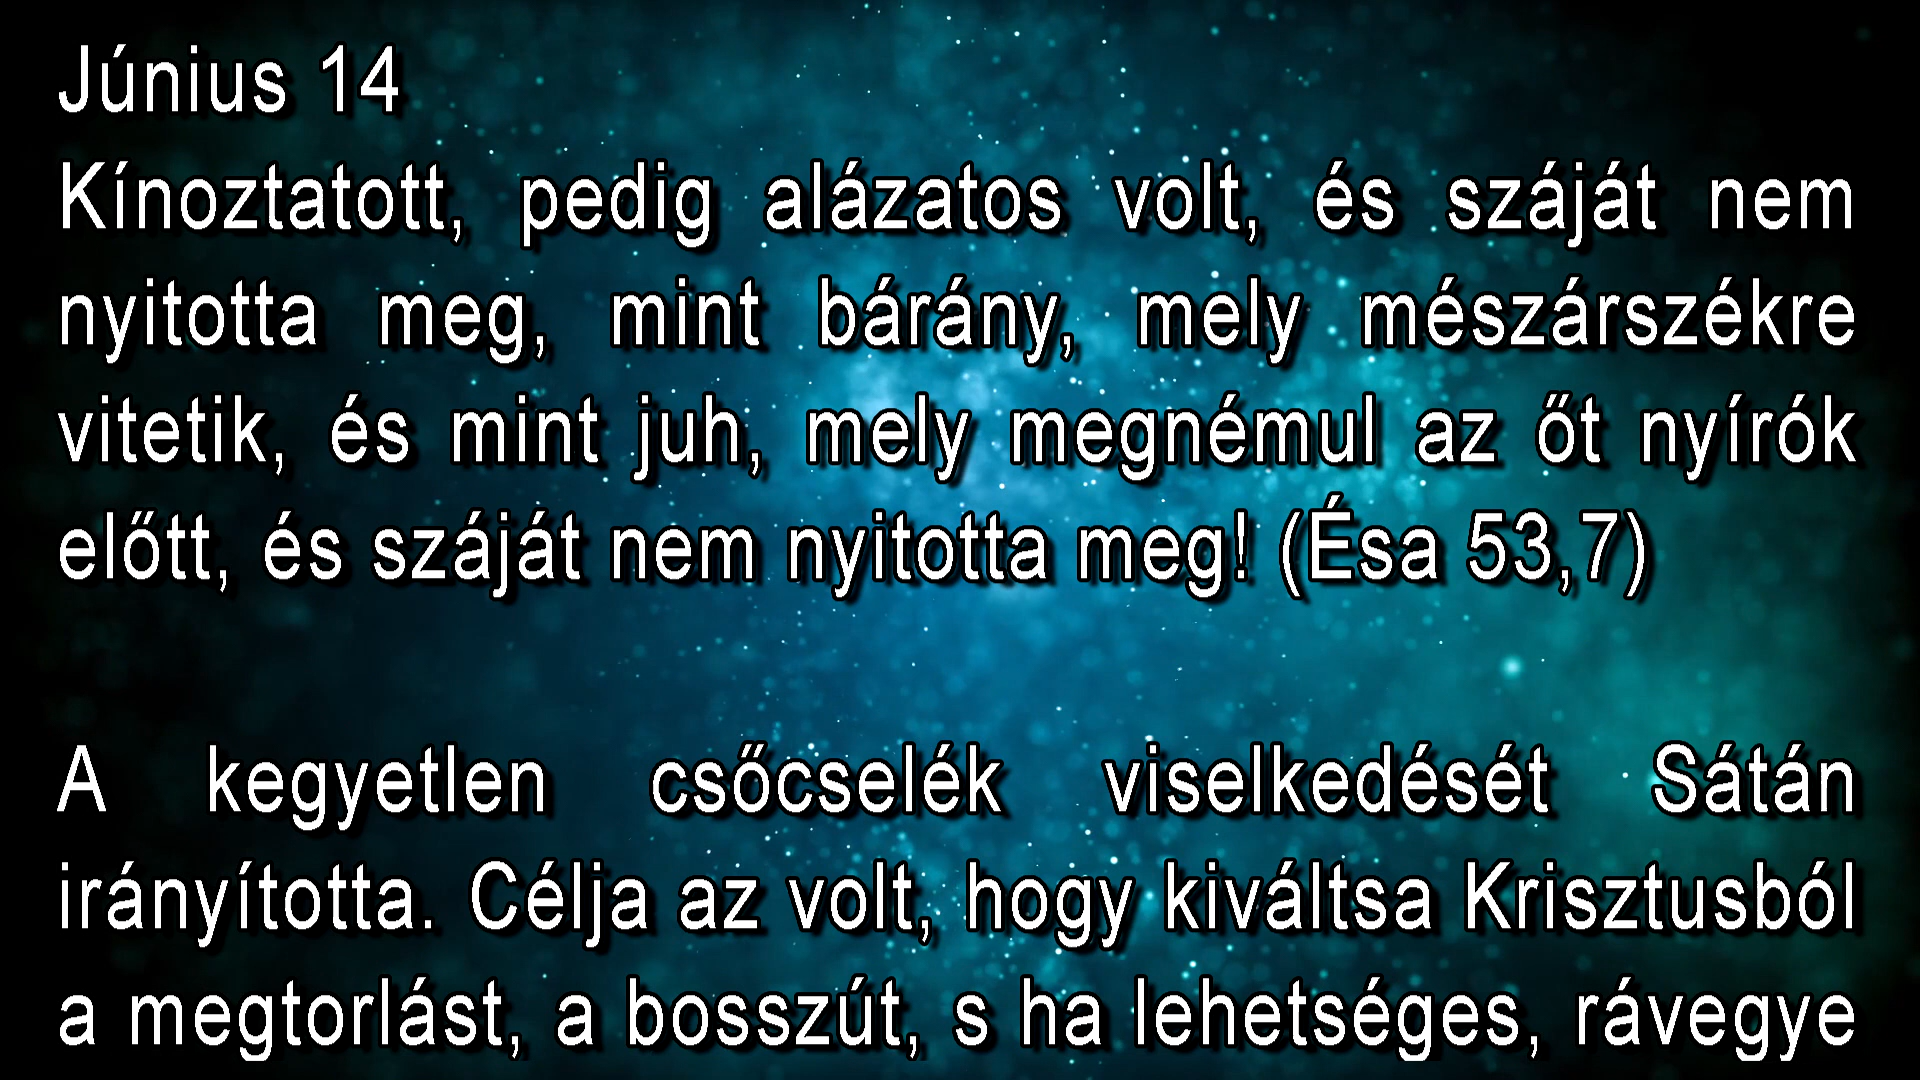 Június 14
Kínoztatott, pedig alázatos volt, és száját nem
nyitotta meg, mint bárány, mely mészárszékre
vitetik, és mint juh, mely megnémul az őt nyírók
előtt, és száját nem nyitotta meg! (Ésa 53,7)
A kegyetlen csőcselék viselkedését Sátán
irányította. Célja az volt, hogy kiváltsa Krisztusból
a megtorlást, a bosszút, s ha lehetséges, rávegye